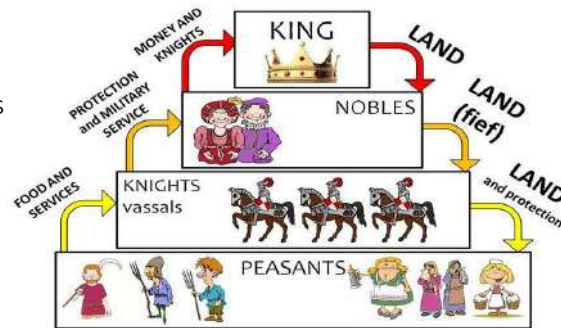 MONEY AND
KNIGHTS
KING
LAND
PROTECTION
and MILITARY
SERVICE
NOBLES
LAND
(fief)
S
FOOD AND
SERVICES
KNIGHTS
vassals
LAND
and protection
PEASANTS